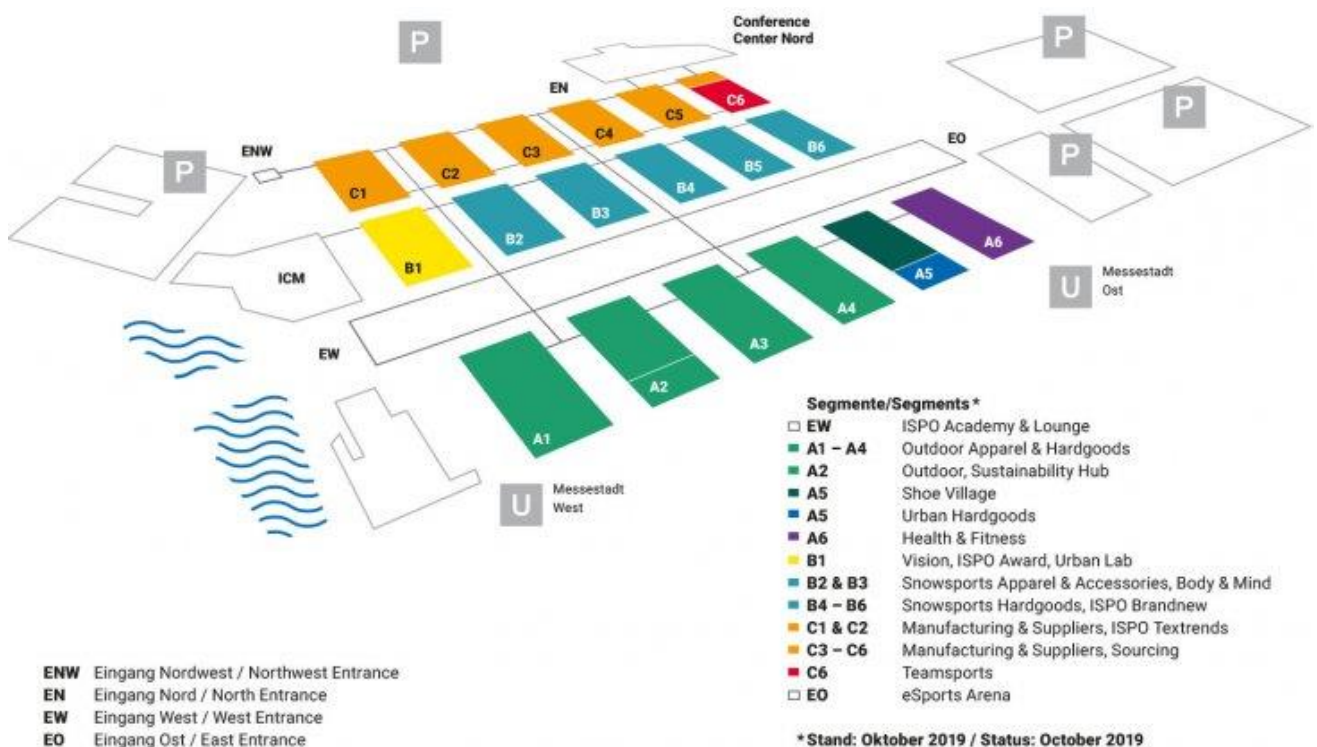 Conference
Center Nord
P
P
P
P
P
EN
ENW
EO
C1
C2
C3
C4
C5
C6
B1
B2
B3
B4
B5
B6
ICM
EW
A1
A2
A3
A4
A5
A6
U Messestadt
Ost
U Messestadt
West
Segmente/Segments*
EW ISPO Academy & Lounge
A1 – A4 Outdoor Apparel & Hardgoods
A2 Outdoor, Sustainability Hub
A5 Shoe Village
A5 Urban Hardgoods
A6 Health & Fitness
B1 Vision, ISPO Award, Urban Lab
B2 & B3 Snowsports Apparel & Accessories, Body & Mind
B4 – B6 Snowsports Hardgoods, ISPO Brandnew
C1 & C2 Manufacturing & Suppliers, ISPO Textrends
C3 – C6 Manufacturing & Suppliers, Sourcing
C6 Teamsports
EO eSports Arena
*Stand: Oktober 2019 / Status: October 2019
ENW Eingang Nordwest / Northwest Entrance
EN Eingang Nord / North Entrance
EW Eingang West / West Entrance
EO Eingang Ost / East Entrance